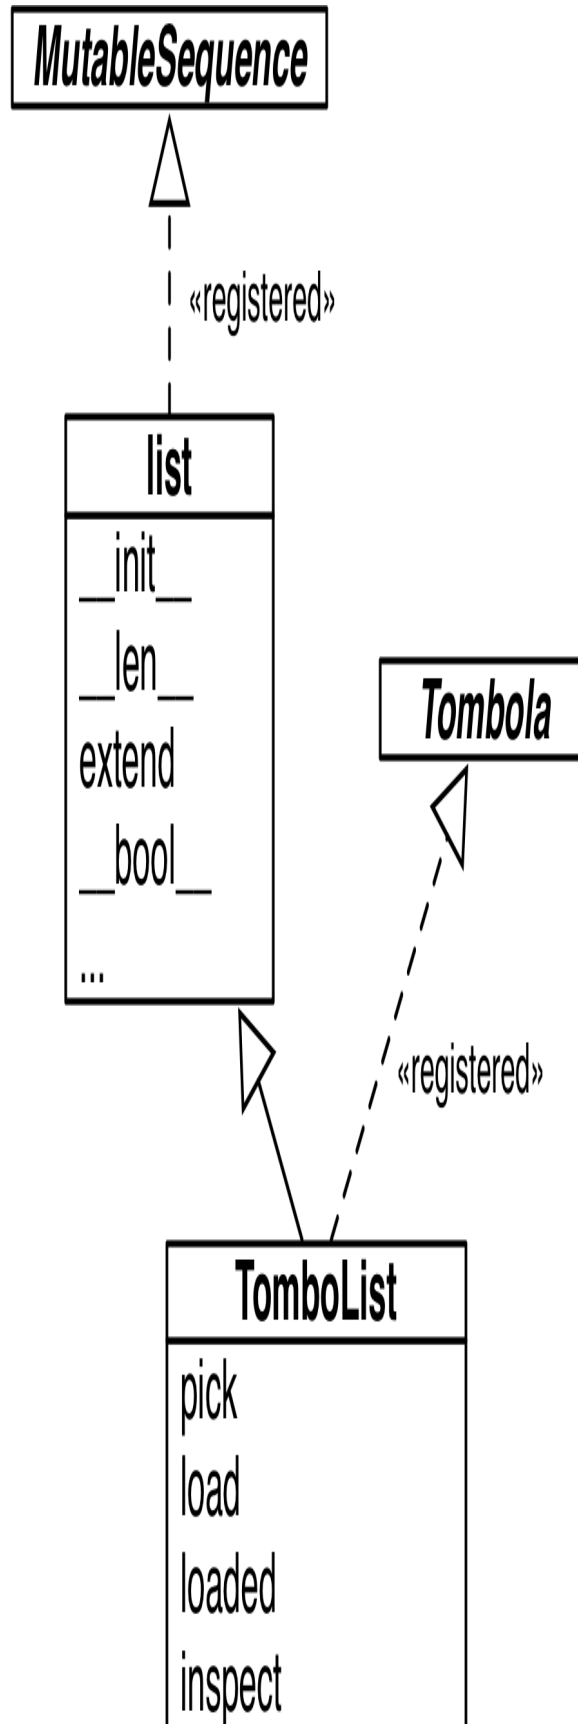 MutableSequence
«registered»
list
__init__
__len__
extend
__bool__
...
Tombola
«registered»
TomboList
pick
load
loaded
inspect